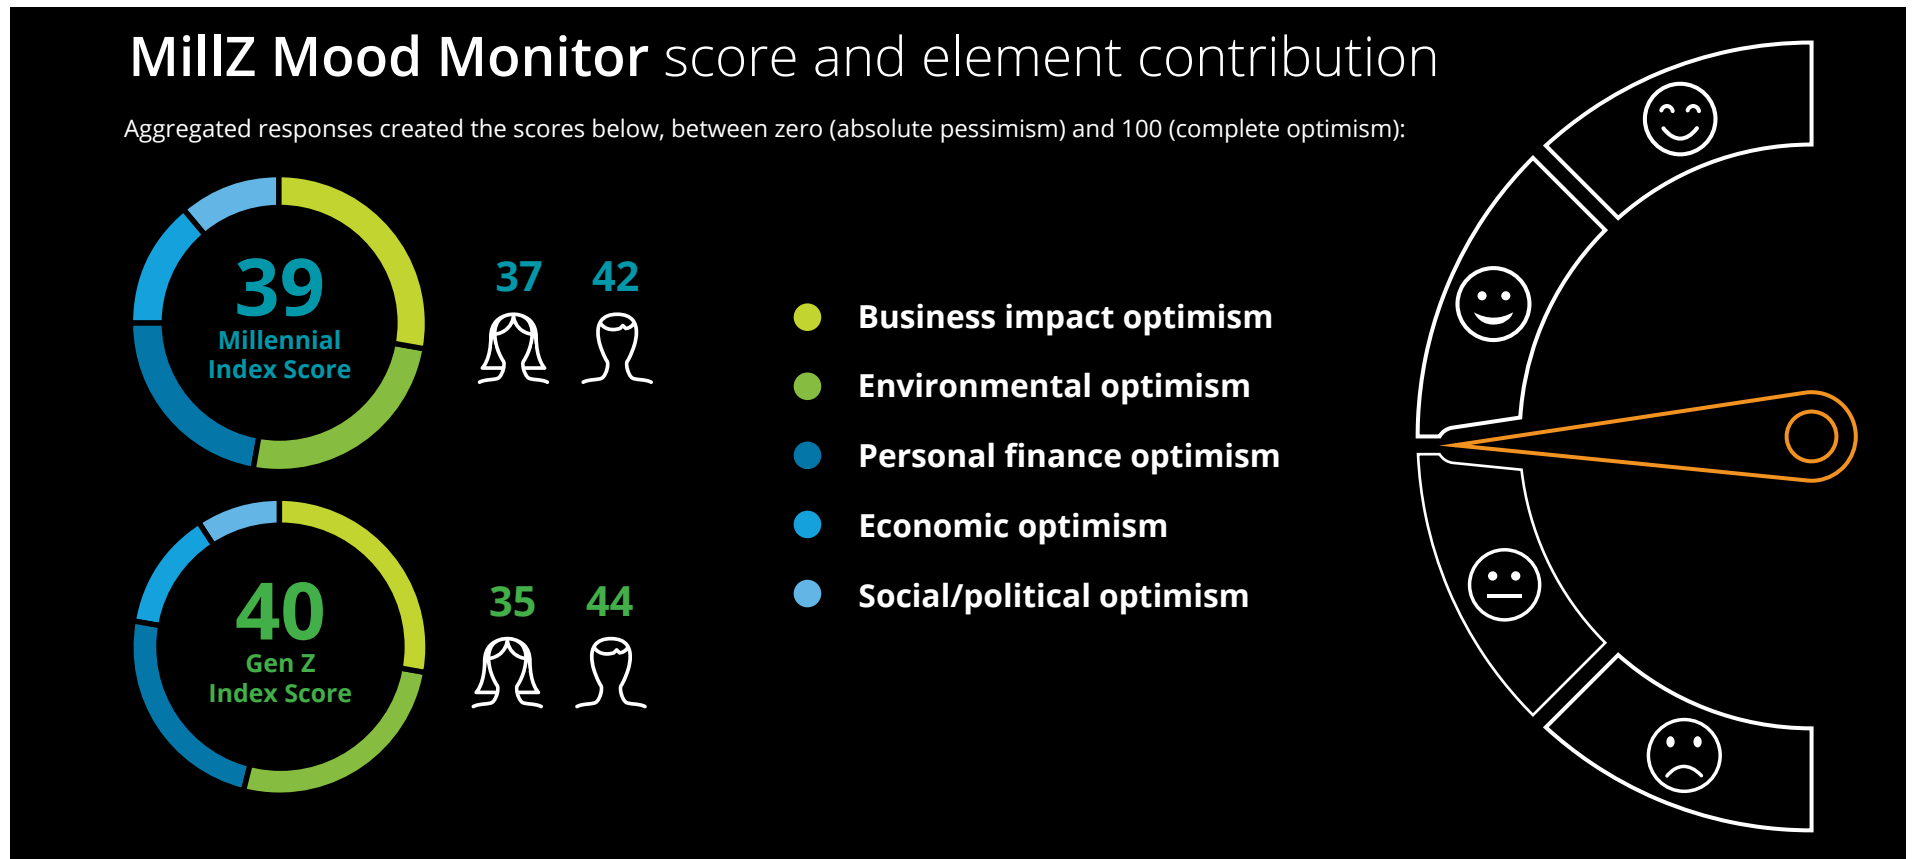 MillZ Mood Monitor score and element contribution
Aggregated responses created the scores below, between zero (absolute pessimism) and 100 (complete optimism):
39
Millennial
Index Score
37 42
40
Gen Z
Index Score
35 44
Business impact optimism
Environmental optimism
Personal finance optimism
Economic optimism
Social/political optimism